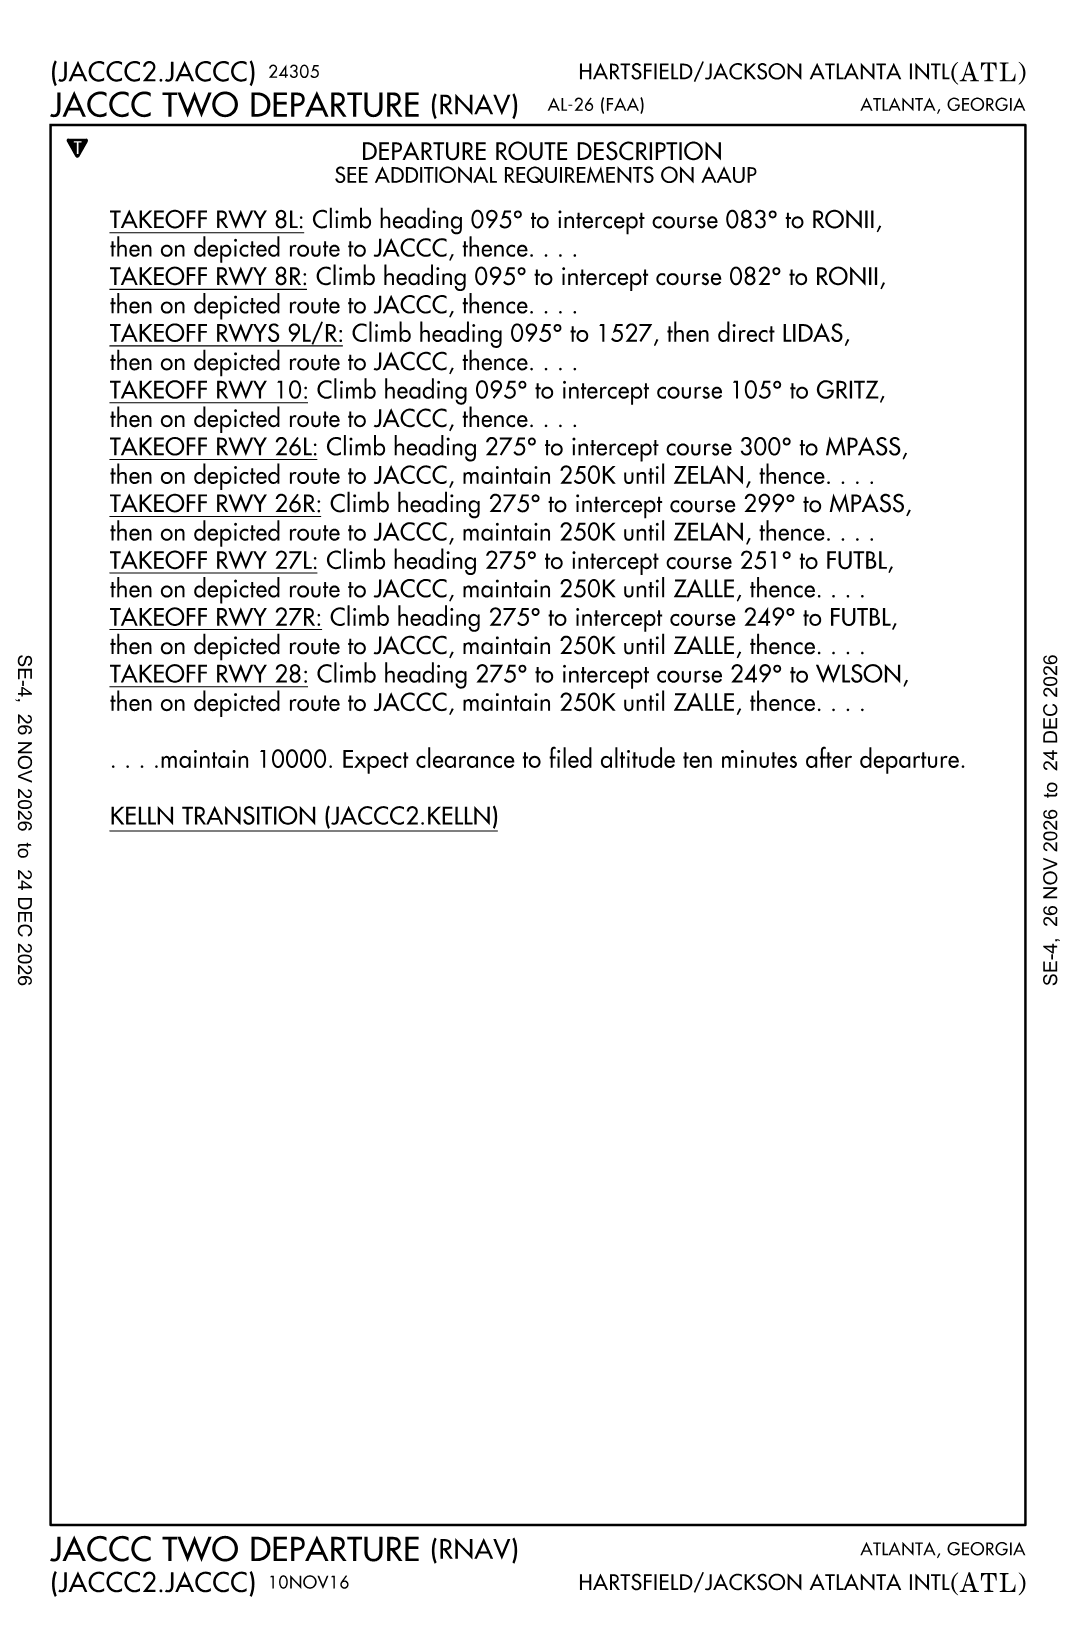 (JACCC2.JACCC) 24305 HARTSFIELD/JACKSON ATLANTA INTL(ATL)
JACCC TWO DEPARTURE (RNAV) AL-26 (FAA) ATLANTA, GEORGIA
T
DEPARTURE ROUTE DESCRIPTION
SEE ADDITIONAL REQUIREMENTS ON AAUP
TAKEOFF RWY 8L: Climb heading 095° to intercept course 083° to RONII,
then on depicted route to JACCC, thence. . . .
TAKEOFF RWY 8R: Climb heading 095° to intercept course 082° to RONII,
then on depicted route to JACCC, thence. . . .
TAKEOFF RWYS 9L/R: Climb heading 095° to 1527, then direct LIDAS,
then on depicted route to JACCC, thence. . . .
TAKEOFF RWY 10: Climb heading 095° to intercept course 105° to GRITZ,
then on depicted route to JACCC, thence. . . .
TAKEOFF RWY 26L: Climb heading 275° to intercept course 300° to MPASS,
then on depicted route to JACCC, maintain 250K until ZELAN, thence. . . .
TAKEOFF RWY 26R: Climb heading 275° to intercept course 299° to MPASS,
then on depicted route to JACCC, maintain 250K until ZELAN, thence. . . .
TAKEOFF RWY 27L: Climb heading 275° to intercept course 251° to FUTBL,
then on depicted route to JACCC, maintain 250K until ZALLE, thence. . . .
TAKEOFF RWY 27R: Climb heading 275° to intercept course 249° to FUTBL,
then on depicted route to JACCC, maintain 250K until ZALLE, thence. . . .
TAKEOFF RWY 28: Climb heading 275° to intercept course 249° to WLSON,
then on depicted route to JACCC, maintain 250K until ZALLE, thence. . . .
. . . .maintain 10000. Expect clearance to filed altitude ten minutes after departure.
KELLN TRANSITION (JACCC2.KELLN)
SE-4, 26 NOV 2026 to 24 DEC 2026
SE-4, 26 NOV 2026 to 24 DEC 2026
JACCC TWO DEPARTURE (RNAV) ATLANTA, GEORGIA
(JACCC2.JACCC) 10NOV16 HARTSFIELD/JACKSON ATLANTA INTL(ATL)